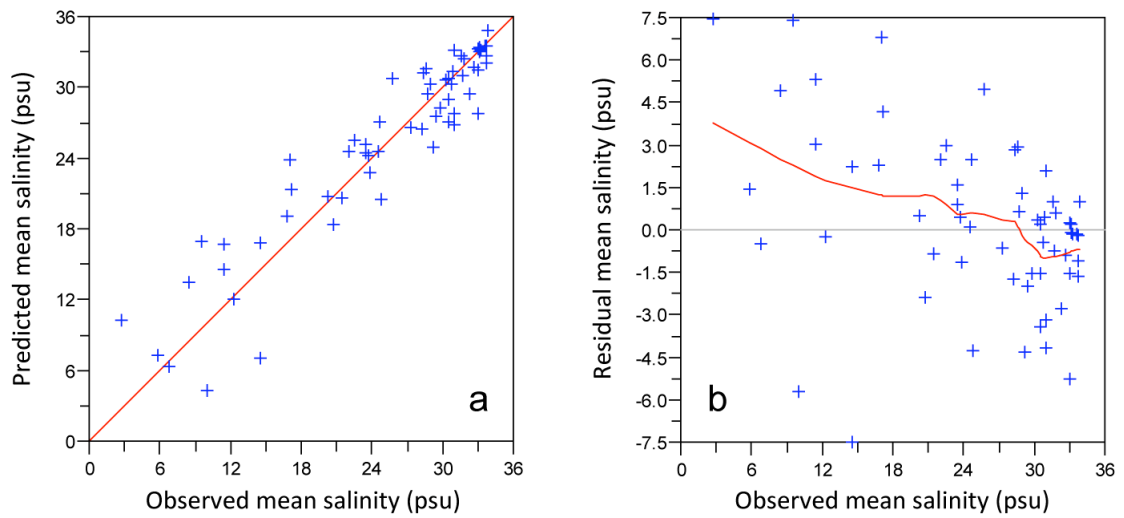 36
30
24
18
12
6
0
Predicted mean salinity (psu)
0 6 12 18 24 30 36
Observed mean salinity (psu)
a
7.5
4.5
3.0
1.5
0.0
-1.5
-3.0
-4.5
-6.0
-7.5
Residual mean salinity (psu)
0 6 12 18 24 30 36
Observed mean salinity (psu)
b